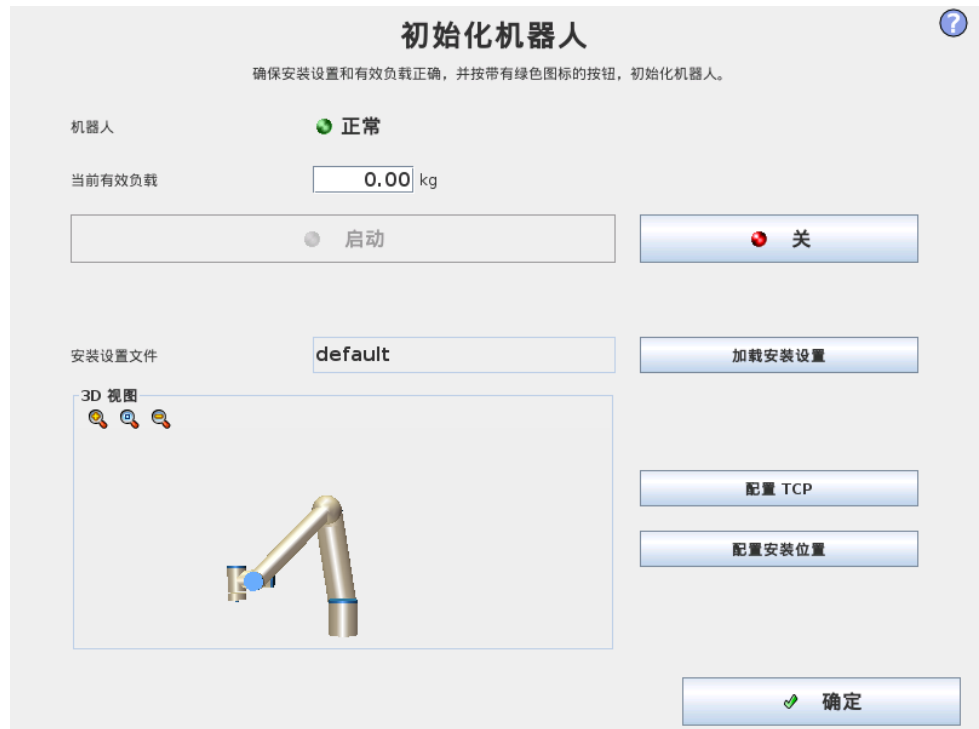 初始化机器人
?
确保安装设置和有效负载正确，并按带有绿色图标的按钮，初始化机器人。
机器人
正常
当前有效负载
0.00 kg
启动
关
安装设置文件
default
加载安装设置
3D 视图
配置 TCP
配置安装位置
确定